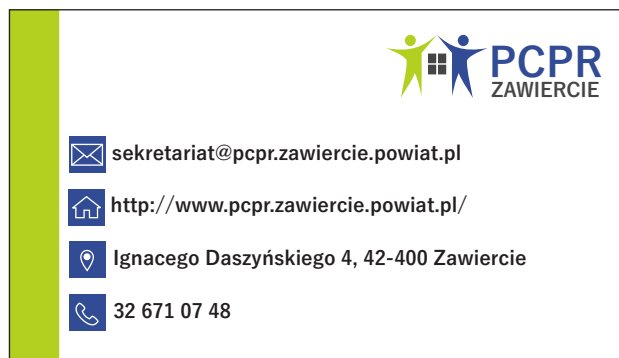 PCPR
ZAWIERCIE
sekretariat@pcpr.zawiercie.powiat.pl
http://www.pcpr.zawiercie.powiat.pl/
Ignacego Daszyńskiego 4, 42-400 Zawiercie
32 671 07 48